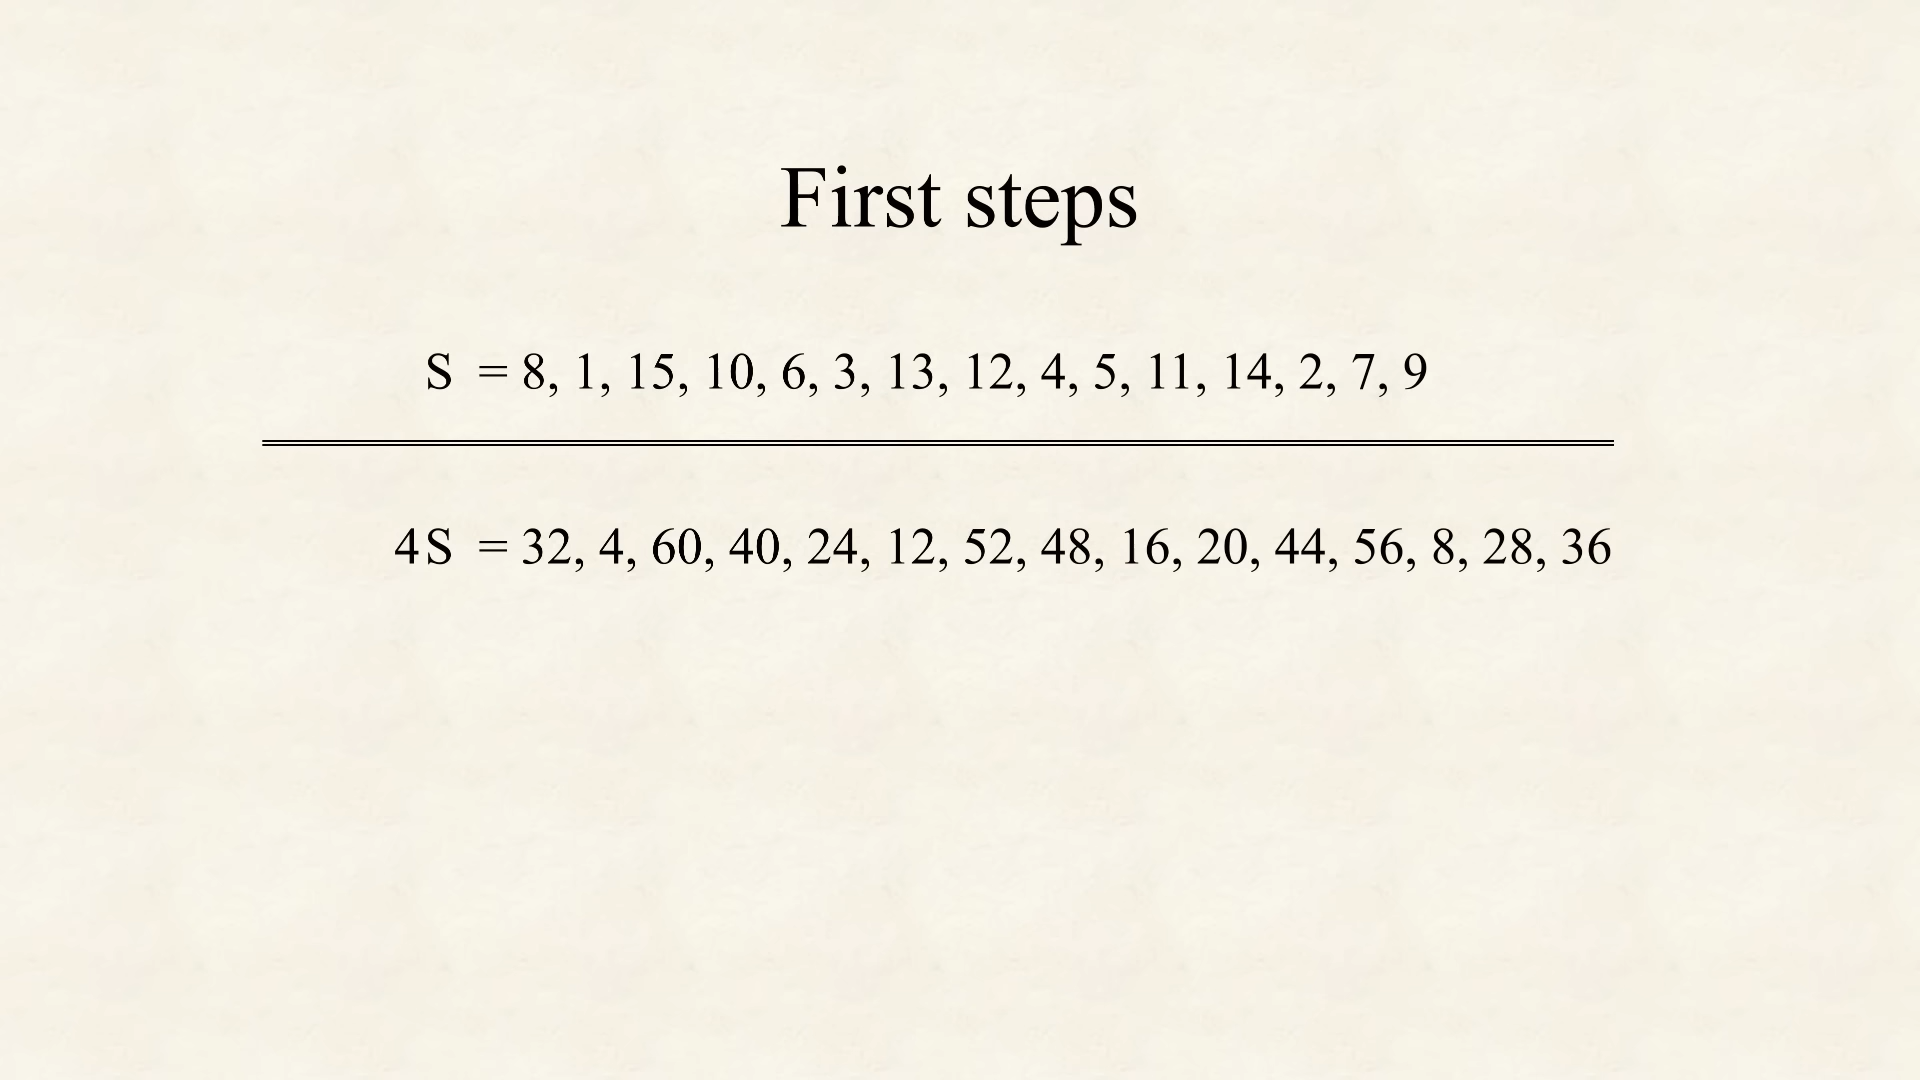 First steps
S = 8, 1, 15, 10, 6, 3, 13, 12, 4, 5, 11, 14, 2, 7, 9
4S = 32, 4, 60, 40, 24, 12, 52, 48, 16, 20, 44, 56, 8, 28, 36